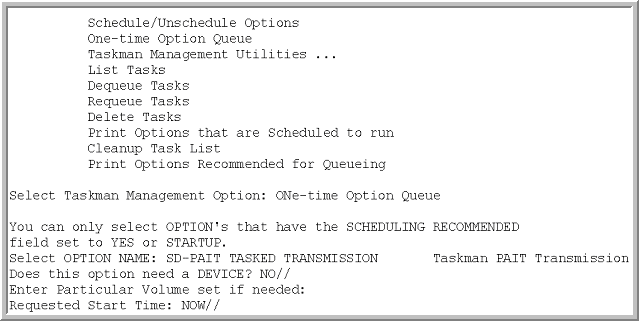 Schedule/Unschedule Options
One-time Option Queue
Taskman Management Utilities ...
List Tasks
Dequeue Tasks
Requeue Tasks
Delete Tasks
Print Options that are Scheduled to run
Cleanup Task List
Print Options Recommended for Queueing
Select Taskman Management Option: ONe-time Option Queue
You can only select OPTION's that have the SCHEDULING RECOMMENDED
field set to YES or STARTUP.
Select OPTION NAME: SD-PAIT TASKED TRANSMISSION Taskman PAIT Transmission
Does this option need a DEVICE? NO//
Enter Particular Volume set if needed:
Requested Start Time: NOW//